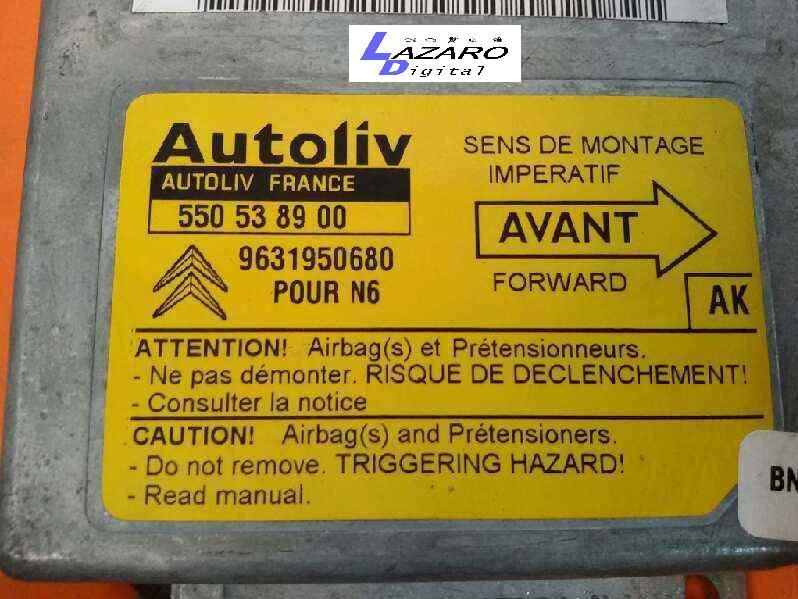 LAZARO
Digital
Autoliv
AUTOLIV FRANCE
550 53 89 00
9631950680
POUR N6
SENS DE MONTAGE
IMPERATIF
AVANT
FORWARD
AK
ATTENTION! Airbag(s) et Prétensionneurs.
- Ne pas démonter. RISQUE DE DECLENCHEMENT!
- Consulter la notice
CAUTION! Airbag(s) and Prétensioners.
- Do not remove. TRIGGERING HAZARD!
- Read manual.
BN